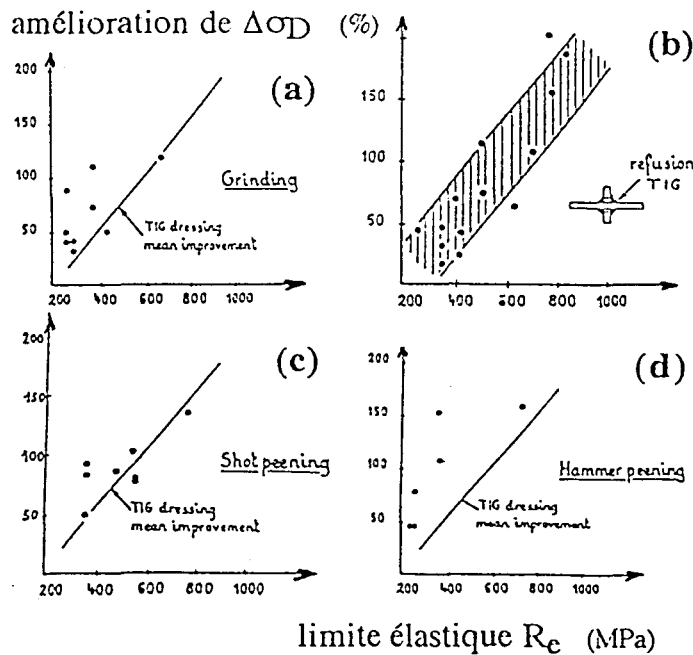 amélioration de ΔσD (%)
(a)
200
150
100
50
200 400 600 800 1000
Grinding
TIG dressing
mean improvement
(b)
150
100
50
200 400 600 800 1000
refusion
TIG
(c)
200
150
100
50
200 400 600 800 1000
Shot peening
TIG dressing
mean improvement
(d)
200
150
100
50
200 400 600 800 1000
Hammer peening
TIG dressing
mean improvement
limite élastique Re (MPa)